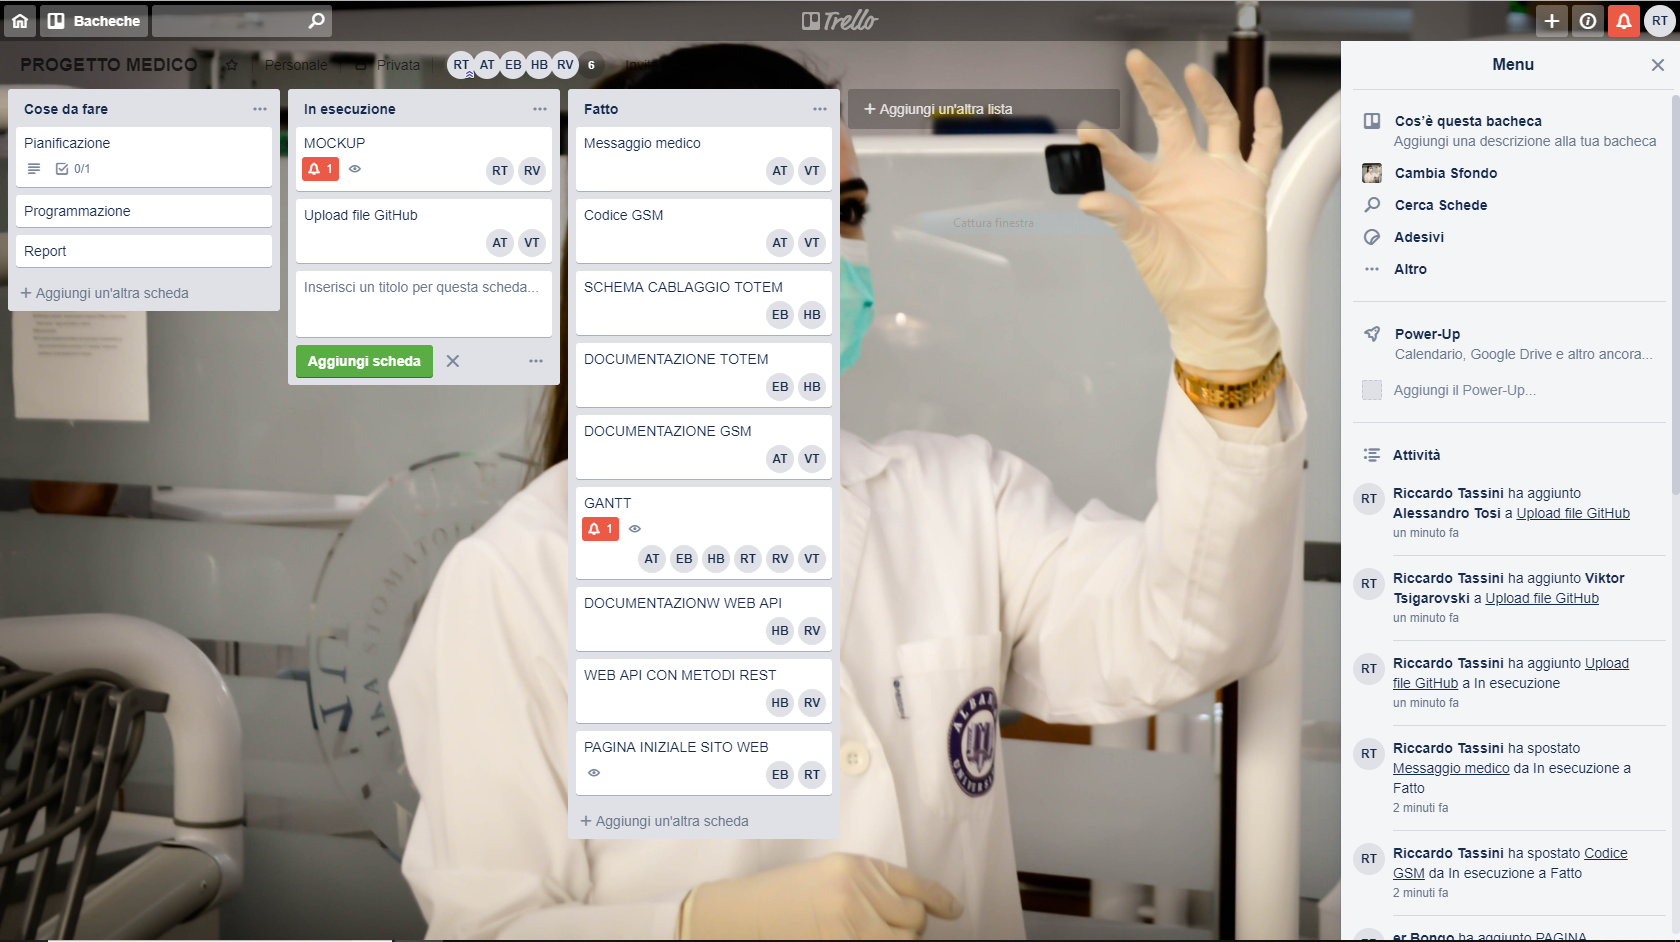 Bacheche
Trello
RT
PROGETTO MEDICO
Personale
Privata
RT AT EB HB RV 6
Cose da fare
Pianificazione
0/1
Programmazione
Report
+ Aggiungi un'altra scheda
In esecuzione
MOCKUP
1
RT RV
Upload file GitHub
AT VT
Inserisci un titolo per questa scheda...
Aggiungi scheda
Fatto
Messaggio medico
AT VT
Codice GSM
AT VT
SCHEMA CABLAGGIO TOTEM
EB HB
DOCUMENTAZIONE TOTEM
EB HB
DOCUMENTAZIONE GSM
AT VT
GANTT
1
AT EB HB RT RV VT
DOCUMENTAZIONW WEB API
HB RV
WEB API CON METODI REST
HB RV
PAGINA INIZIALE SITO WEB
EB RT
+ Aggiungi un'altra scheda
+ Aggiungi un'altra lista
Cattura finestra
Menu
Cos'è questa bacheca
Aggiungi una descrizione alla tua bacheca
Cambia Sfondo
Cerca Schede
Adesivi
Altro
Power-Up
Calendario, Google Drive e altro ancora...
Aggiungi il Power-Up...
Attività
RT
Riccardo Tassini ha aggiunto
Alessandro Tosi a Upload file GitHub
un minuto fa
RT
Riccardo Tassini ha aggiunto Viktor
Tsigarovski a Upload file GitHub
un minuto fa
RT
Riccardo Tassini ha aggiunto Upload
file GitHub a In esecuzione
un minuto fa
RT
Riccardo Tassini ha spostato
Messaggio medico da In esecuzione a
Fatto
2 minuti fa
RT
Riccardo Tassini ha spostato Codice
GSM da In esecuzione a Fatto
2 minuti fa
er Bongo ha aggiunto PAGINA